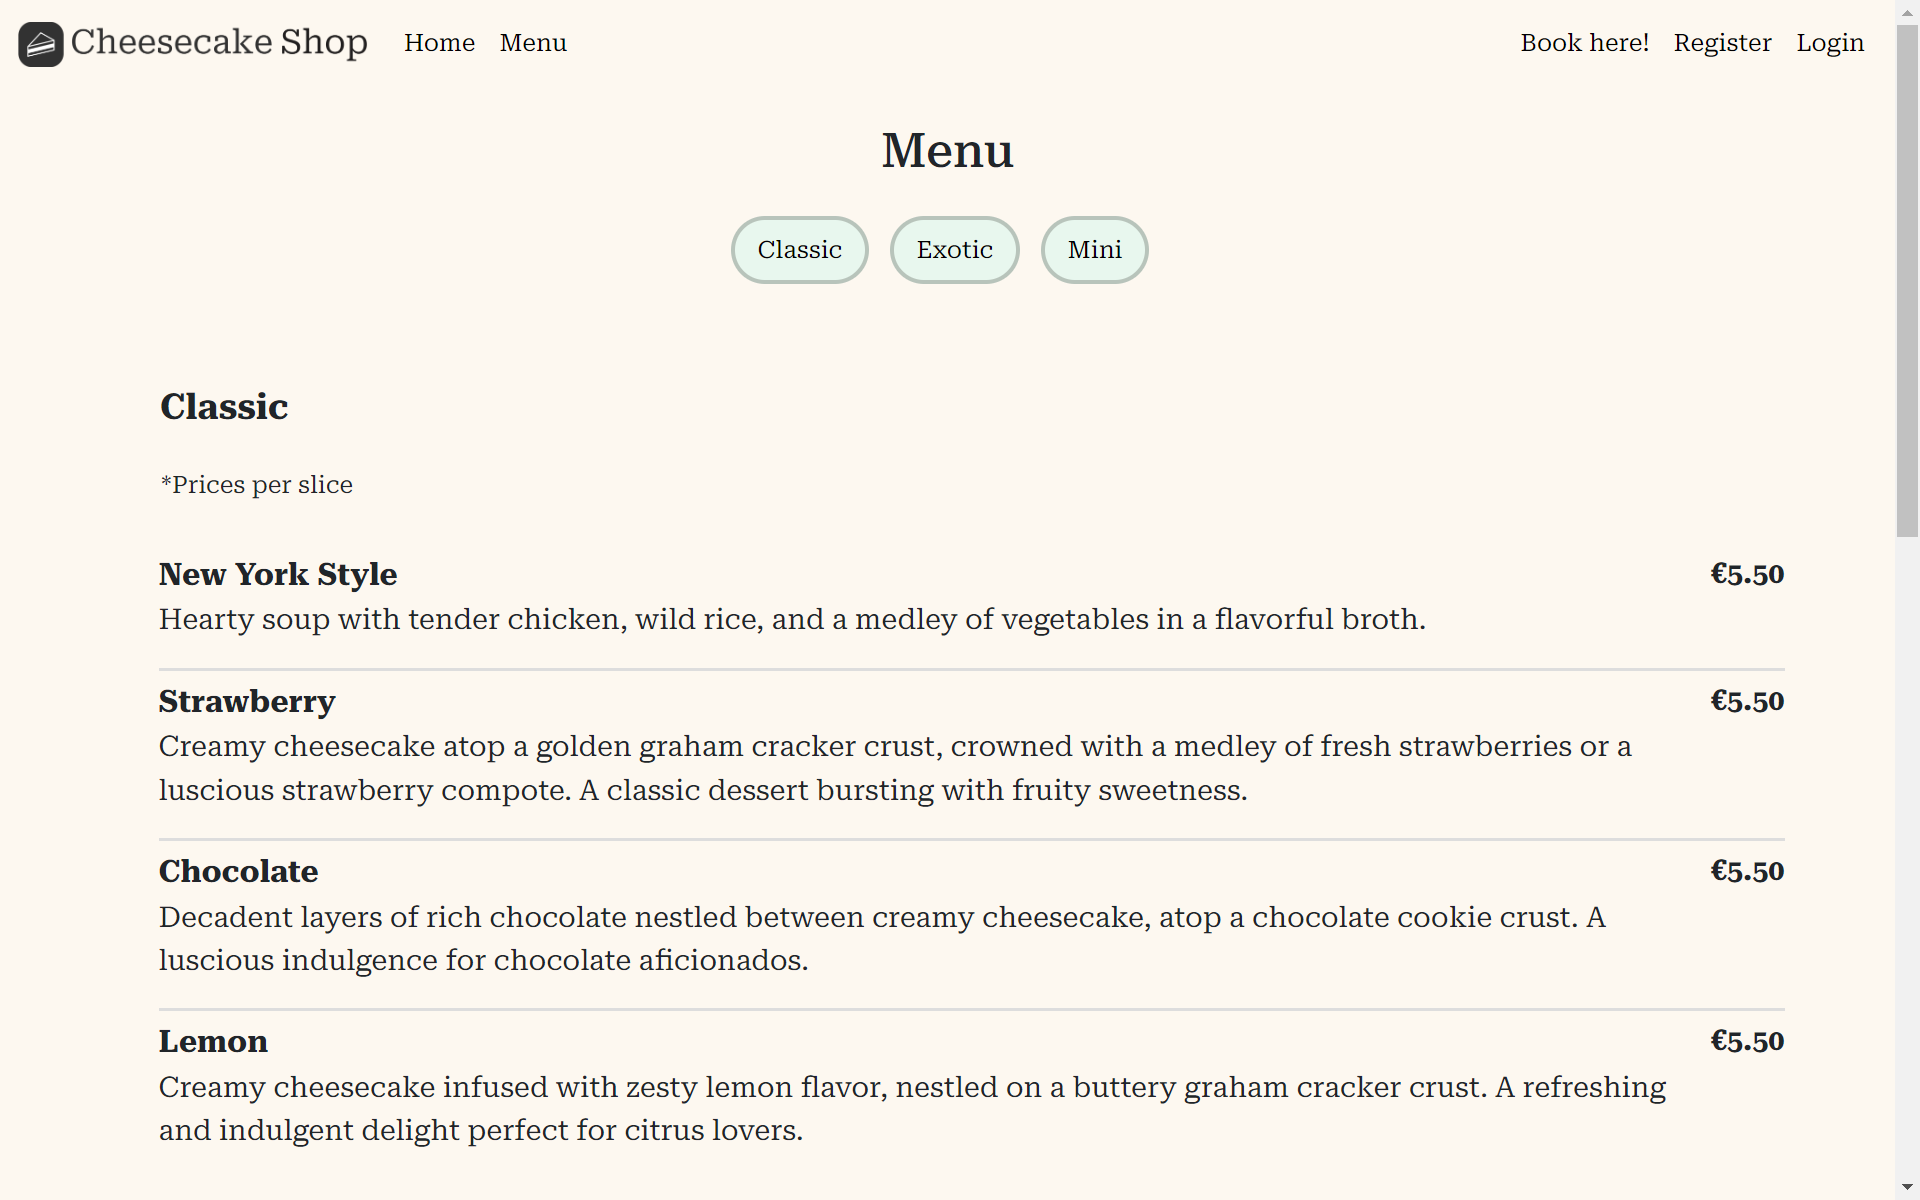 Cheesecake Shop Home Menu Book here! Register Login
Menu
Classic Exotic Mini
Classic
*Prices per slice
New York Style €5.50
Hearty soup with tender chicken, wild rice, and a medley of vegetables in a flavorful broth.
Strawberry €5.50
Creamy cheesecake atop a golden graham cracker crust, crowned with a medley of fresh strawberries or a
luscious strawberry compote. A classic dessert bursting with fruity sweetness.
Chocolate €5.50
Decadent layers of rich chocolate nestled between creamy cheesecake, atop a chocolate cookie crust. A
luscious indulgence for chocolate aficionados.
Lemon €5.50
Creamy cheesecake infused with zesty lemon flavor, nestled on a buttery graham cracker crust. A refreshing
and indulgent delight perfect for citrus lovers.